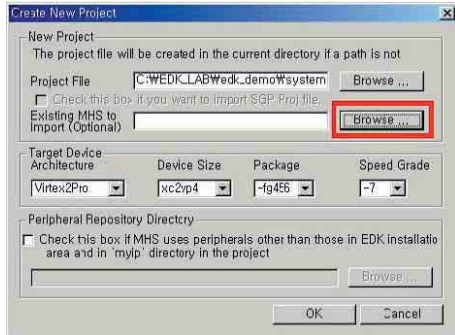 Create New Project
New Project
The project file will be created in the current directory if a path is not
Project File C:₩EDK_LAB₩edk_demo₩system Browse ...
Check this box if you want to import SGP Proj file,
Existing MHS to Import (Optional) Browse ...
Target Device
Architecture Device Size Package Speed Grade
Virtex2Pro xc2vp4 -fg456 -7
Peripheral Repository Directory
Check this box if MHS uses peripherals other than those in EDK installatio
area and in 'myip' directory in the project
Browse ...
OK Cancel